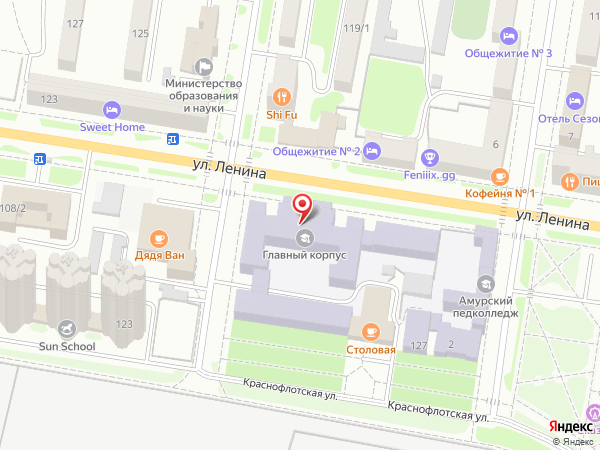 119/1
127
125
Общежитие № 3
Министерство
образования
и науки
123
Shi Fu
Отель Сезо
Sweet Home
7
6
Общежитие № 2
ул. Ленина
Feniiix. gg
Кофейня № 1
Пиц
108/2
ул. Ленина
Главный корпус
Дядя Ван
Амурский
педколледж
123
Sun School
Столовая
127
2
Краснофлотская ул.
Краснофлотская ул.
© Яндекс
Яндекс